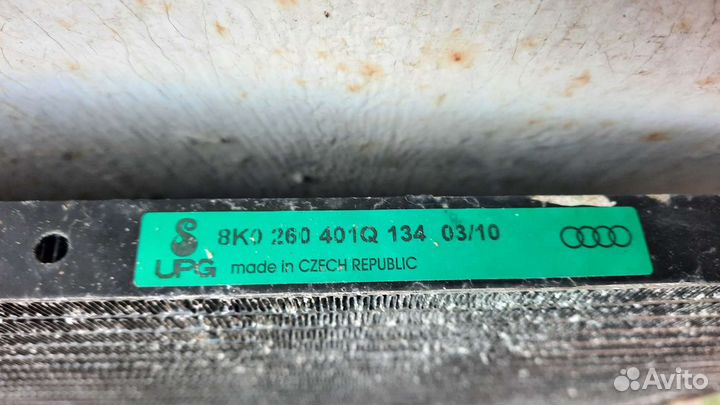 8K0 260 401Q 134 03/10
UPG made in CZECH REPUBLIC
Avito